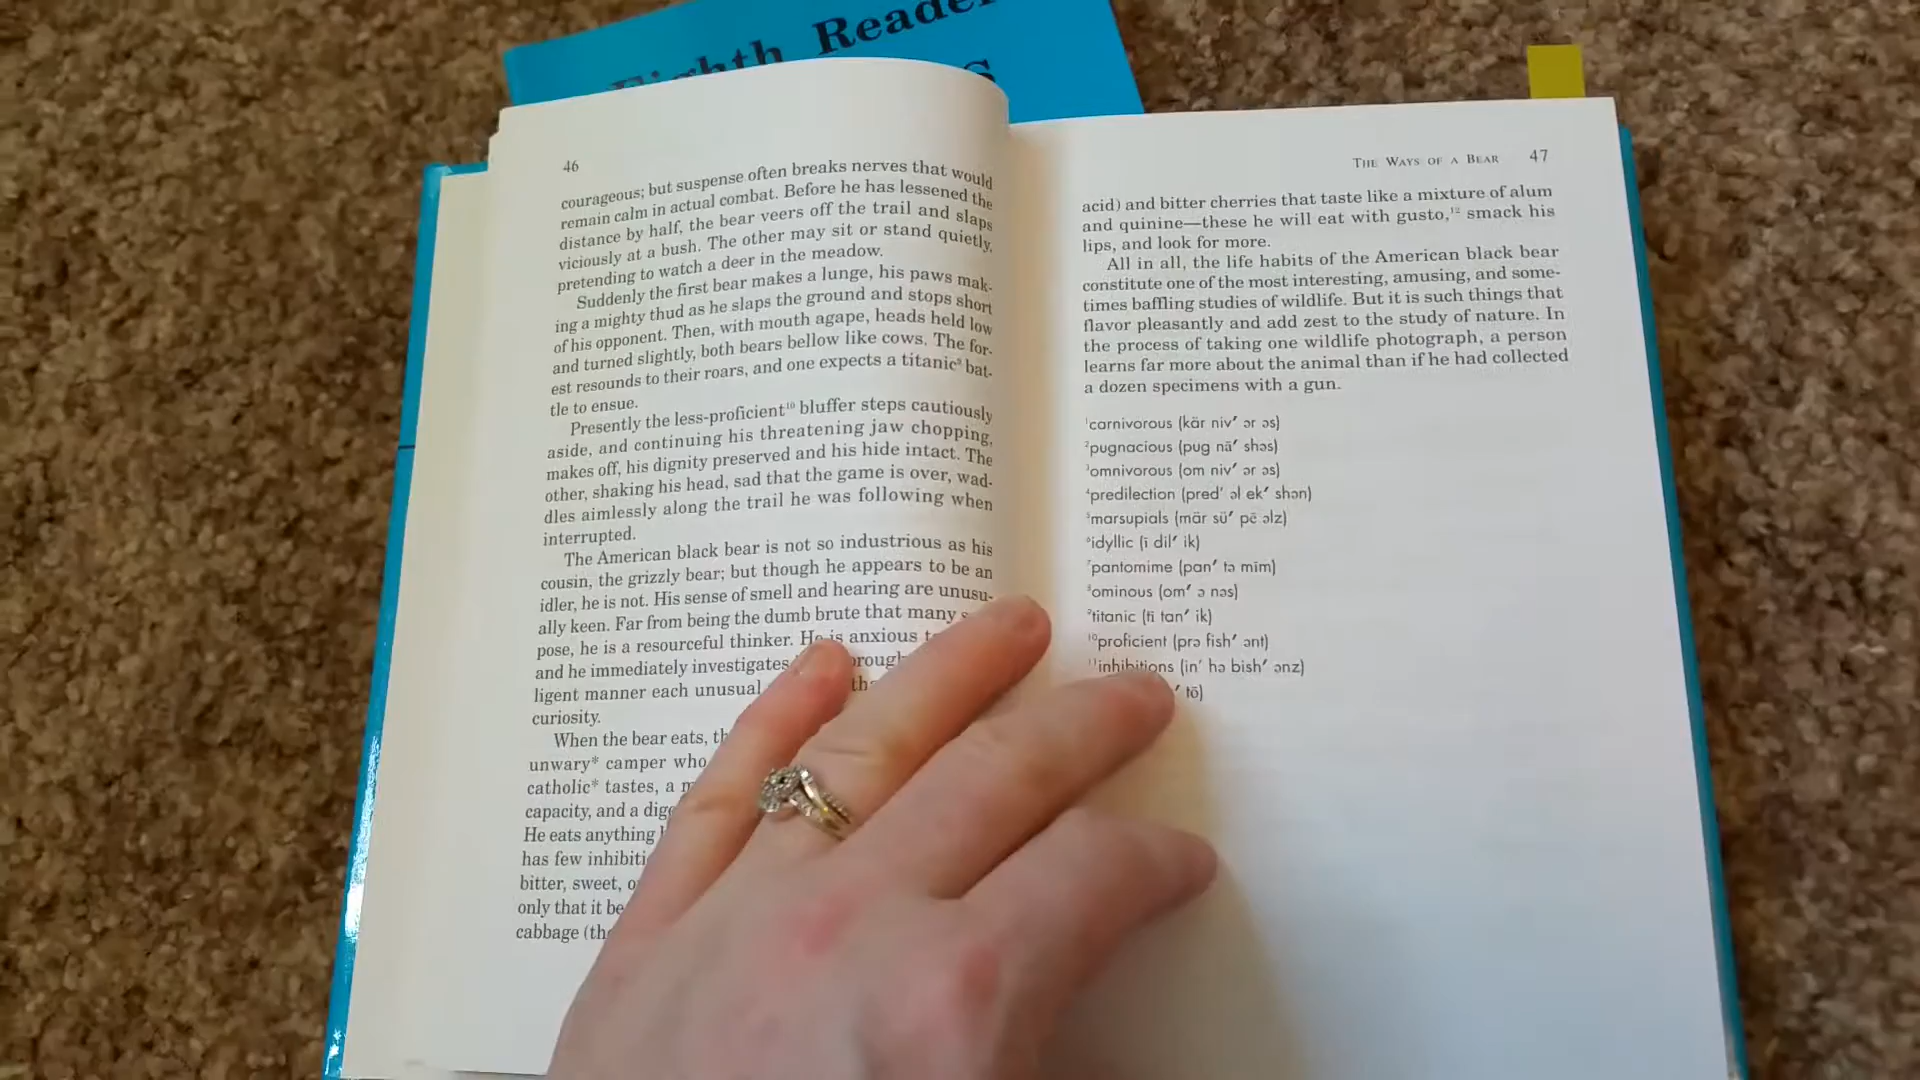 Eighth Reader
46
courageous; but suspense often breaks nerves that would
remain calm in actual combat. Before he has lessened the
distance by half, the bear veers off the trail and slaps
viciously at a bush. The other may sit or stand quietly,
pretending to watch a deer in the meadow.
Suddenly the first bear makes a lunge, his paws mak-
ing a mighty thud as he slaps the ground and stops short
of his opponent. Then, with mouth agape, heads held low
and turned slightly, both bears bellow like cows. The for-
est resounds to their roars, and one expects a titanic⁹ bat-
tle to ensue.
Presently the less-proficient¹⁰ bluffer steps cautiously
aside, and continuing his threatening jaw chopping,
makes off, his dignity preserved and his hide intact. The
other, shaking his head, sad that the game is over, wad-
dles aimlessly along the trail he was following when
interrupted.
The American black bear is not so industrious as his
cousin, the grizzly bear; but though he appears to be an
idler, he is not. His sense of smell and hearing are unusu-
ally keen. Far from being the dumb brute that many
pose, he is a resourceful thinker. He is anxious
and he immediately investigates
ligent manner each unusual
curiosity.
When the bear eats,
unwary* camper who
catholic* tastes, a
capacity, and a
He eats anything
has few
bitter, sweet,
only that it be
cabbage
The Ways of a Bear 47
acid) and bitter cherries that taste like a mixture of alum
and quinine—these he will eat with gusto,¹² smack his
lips, and look for more.
All in all, the life habits of the American black bear
constitute one of the most interesting, amusing, and some-
times baffling studies of wildlife. But it is such things that
flavor pleasantly and add zest to the study of nature. In
the process of taking one wildlife photograph, a person
learns far more about the animal than if he had collected
a dozen specimens with a gun.
¹carnivorous (kär niv′ ər əs)
²pugnacious (pug nā′ shəs)
³omnivorous (om niv′ ər əs)
⁴predilection (pred′ əl ek′ shən)
⁵marsupials (mär sü′ pē əlz)
⁶idyllic (ī dil′ ik)
⁷pantomime (pan′ tə mīm)
⁸ominous (om′ ə nəs)
⁹titanic (tī tan′ ik)
¹⁰proficient (prə fish′ ənt)
¹¹inhibitions (in′ hə bish′ ənz)
′ tō)